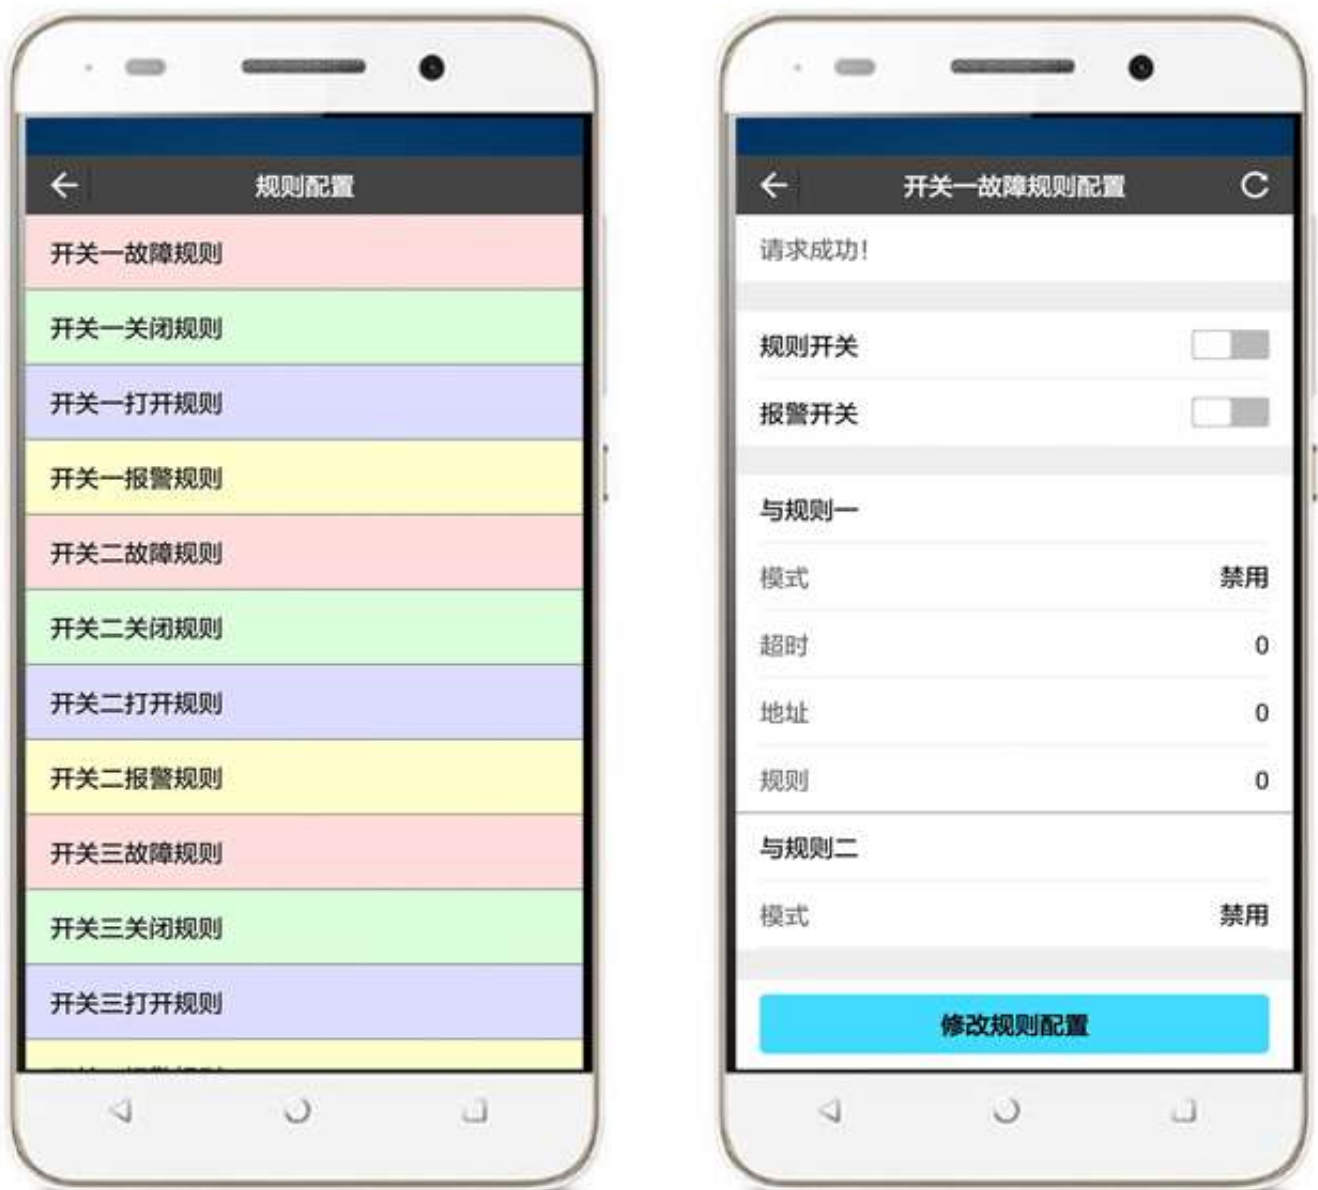 规则配置
开关一故障规则
开关一关闭规则
开关一打开规则
开关一报警规则
开关二故障规则
开关二关闭规则
开关二打开规则
开关二报警规则
开关三故障规则
开关三关闭规则
开关三打开规则
开关一故障规则配置
请求成功!
规则开关
报警开关
与规则一
模式 禁用
超时 0
地址 0
规则 0
与规则二
模式 禁用
修改规则配置